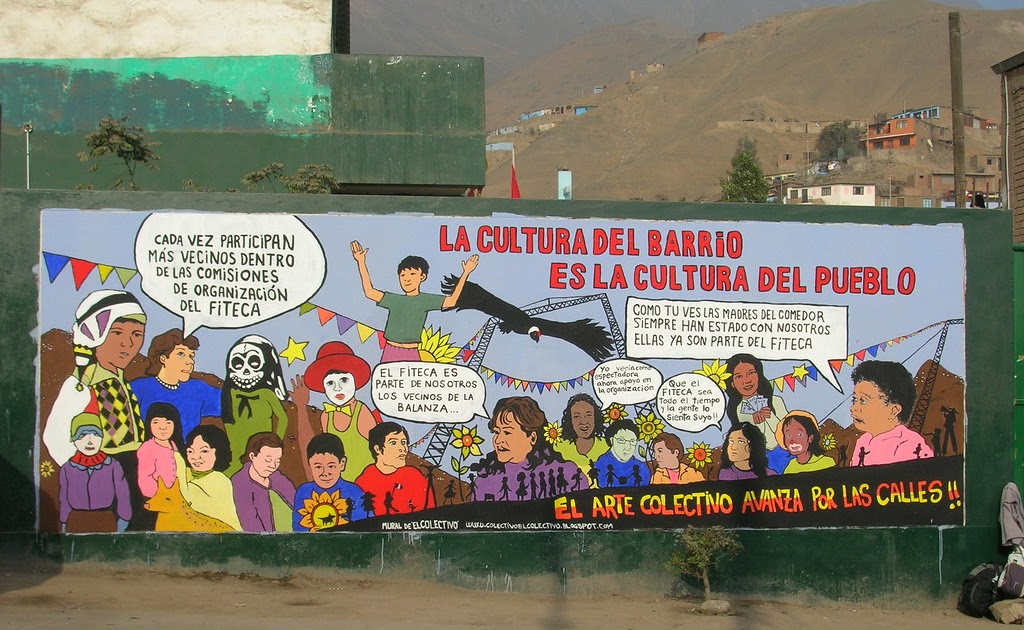 CADA VEZ PARTICIPAN
MÁS VECINOS DENTRO
DE LAS COMISIONES
DE ORGANIZACIÓN
DEL FITECA
LA CULTURA DEL BARRIO
ES LA CULTURA DEL PUEBLO
COMO TU VES LAS MADRES DEL COMEDOR
SIEMPRE HAN ESTADO CON NOSOTROS
ELLAS YA SON PARTE DEL FITECA
EL FITECA ES
PARTE DE NOSOTROS
LOS VECINOS DE LA
BALANZA...
Yo venía como
espectadora
ahora apoyo en
la organización
Que el
FITECA sea
Todo el tiempo
y la gente lo
sienta suyo!!
EL ARTE COLECTIVO AVANZA POR LAS CALLES!!
MURAL DE ELCOLECTIVO WWW.COLECTIVOELCOLECTIVO.BLOGSPOT.COM